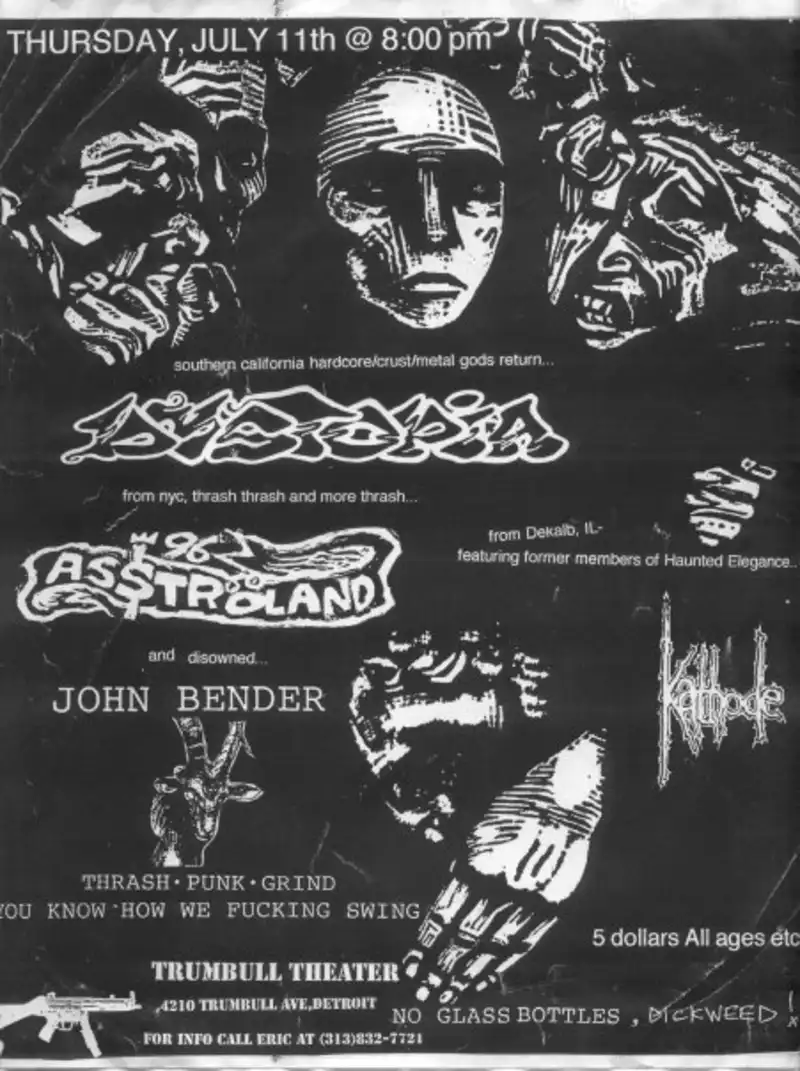 THURSDAY, JULY 11th @ 8:00 pm
southern california hardcore/crust/metal gods return...
DYSTOPIA
from nyc, thrash thrash and more thrash...
96
ASSTRÖLAND
from Dekalb, IL-
featuring former members of Haunted Elegance..
and disowned...
JOHN BENDER
Kathode
THRASH · PUNK · GRIND
YOU KNOW HOW WE FUCKING SWING
5 dollars All ages etc
TRUMBULL THEATER
4210 TRUMBULL AVE,DETROIT
NO GLASS BOTTLES , DICKWEED !
FOR INFO CALL ERIC AT (313)832-7721